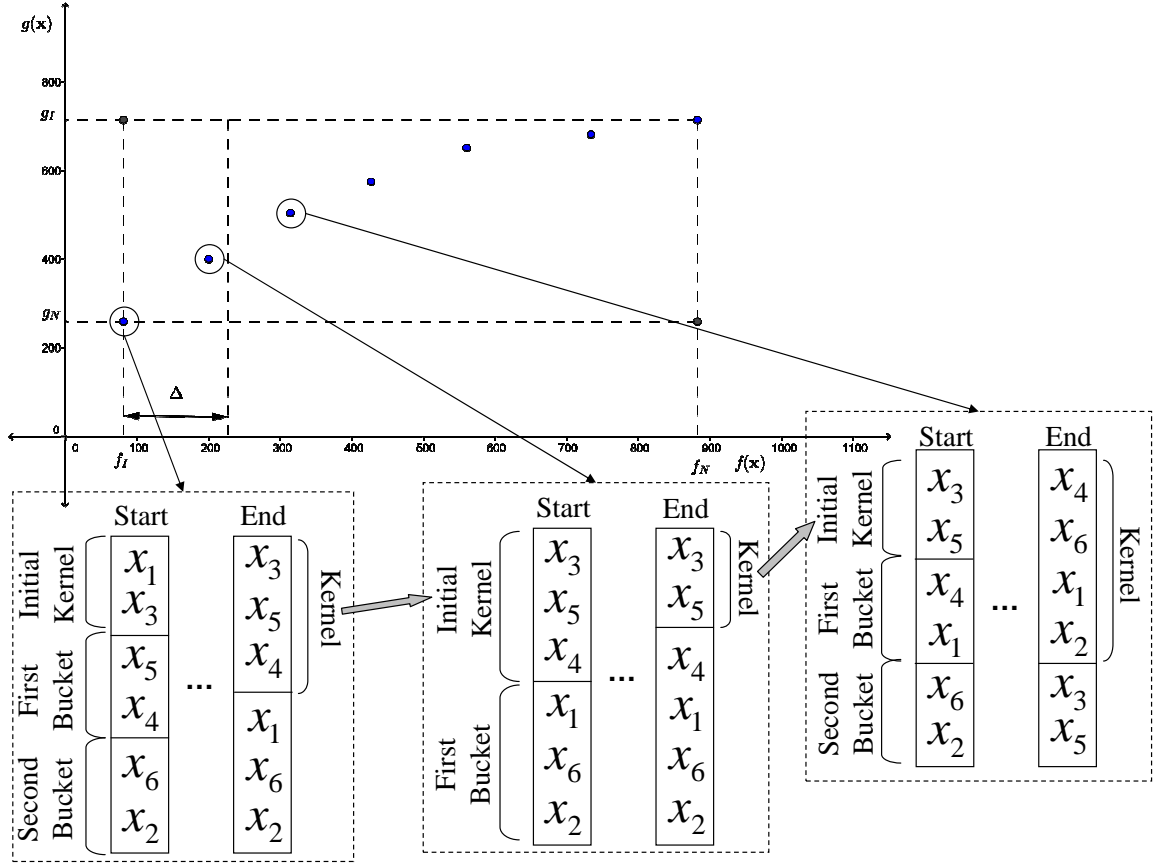 g(x)
800
g_I
600
400
g_N
200
Δ
0
0 100 200 300 400 500 600 700 800 900 1000 1100
f_I f_N f(x)
Start End
Initial Kernel
First Bucket
Second Bucket
x₁
x₃
x₅
x₄
x₆
x₂
...
x₃
x₅
x₄
x₁
x₆
x₂
Kernel
Start End
Initial Kernel
First Bucket
x₃
x₅
x₄
x₁
x₆
x₂
...
x₃
x₅
x₄
x₁
x₆
x₂
Kernel
Start End
Initial Kernel
First Bucket
Second Bucket
x₃
x₅
x₄
x₁
x₆
x₂
...
x₄
x₆
x₁
x₂
x₃
x₅
Kernel